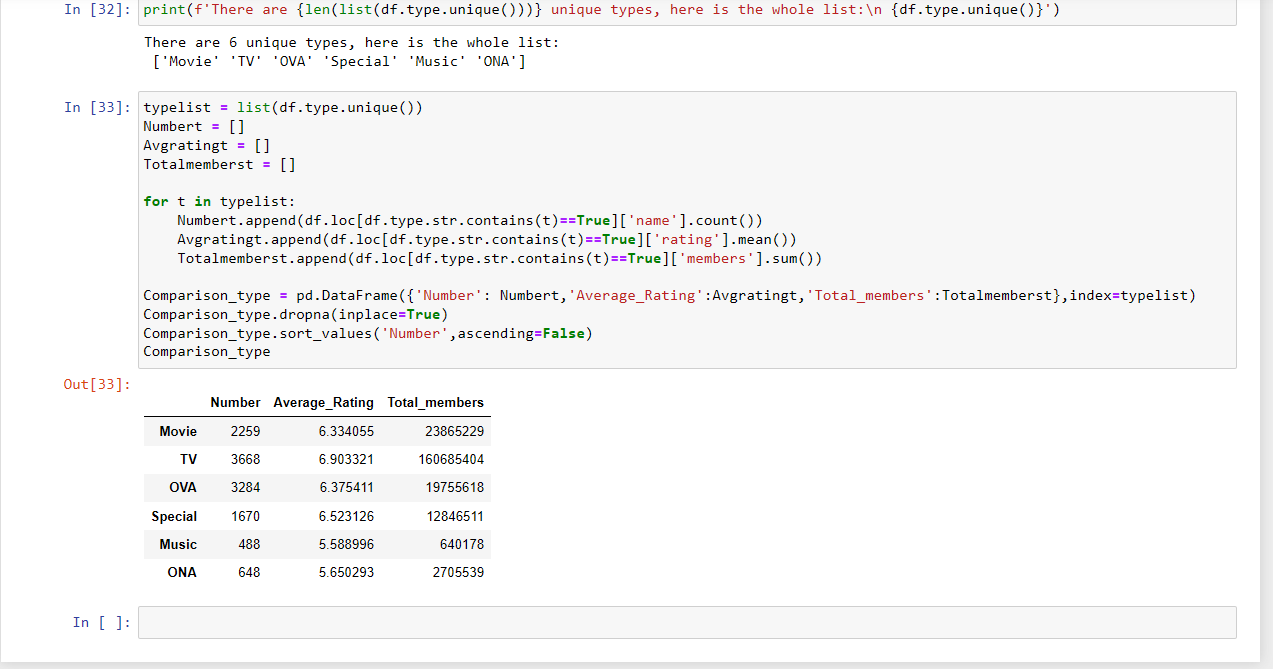 In [32]: print(f'There are {len(list(df.type.unique()))} unique types, here is the whole list:\n {df.type.unique()}')
There are 6 unique types, here is the whole list:
 ['Movie' 'TV' 'OVA' 'Special' 'Music' 'ONA']
In [33]: typelist = list(df.type.unique())
Numbert = []
Avgratingt = []
Totalmemberst = []
for t in typelist:
    Numbert.append(df.loc[df.type.str.contains(t)==True]['name'].count())
    Avgratingt.append(df.loc[df.type.str.contains(t)==True]['rating'].mean())
    Totalmemberst.append(df.loc[df.type.str.contains(t)==True]['members'].sum())
Comparison_type = pd.DataFrame({'Number': Numbert,'Average_Rating':Avgratingt,'Total_members':Totalmemberst},index=typelist)
Comparison_type.dropna(inplace=True)
Comparison_type.sort_values('Number',ascending=False)
Comparison_type
Out[33]:
Number Average_Rating Total_members
Movie 2259 6.334055 23865229
TV 3668 6.903321 160685404
OVA 3284 6.375411 19755618
Special 1670 6.523126 12846511
Music 488 5.588996 640178
ONA 648 5.650293 2705539
In [ ]: